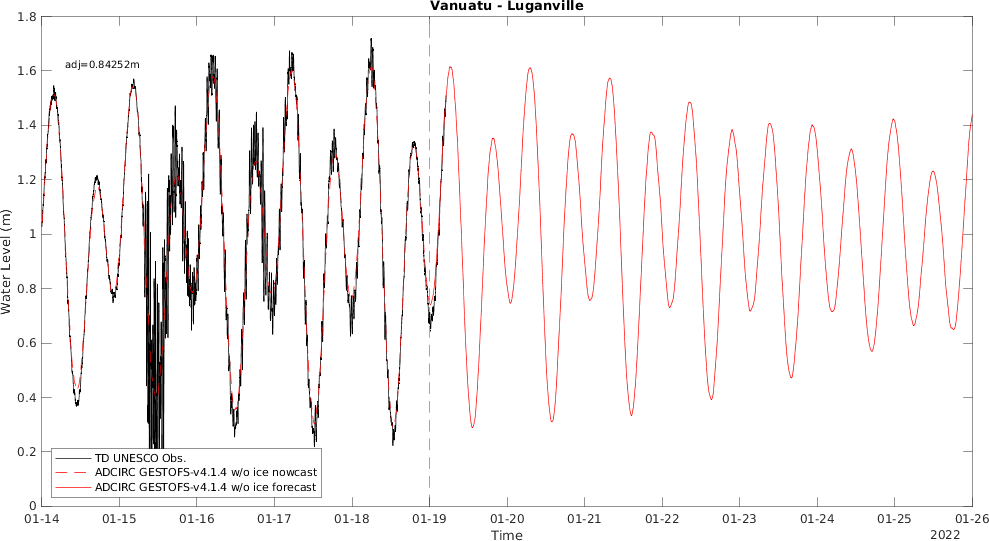 Vanuatu - Luganville
1.8
1.6
1.4
1.2
1
0.8
0.6
0.4
0.2
0
Water Level (m)
adj=0.84252m
TD UNESCO Obs.
ADCIRC GESTOFS-v4.1.4 w/o ice nowcast
ADCIRC GESTOFS-v4.1.4 w/o ice forecast
01-14 01-15 01-16 01-17 01-18 01-19 01-20 01-21 01-22 01-23 01-24 01-25 01-26
Time
2022